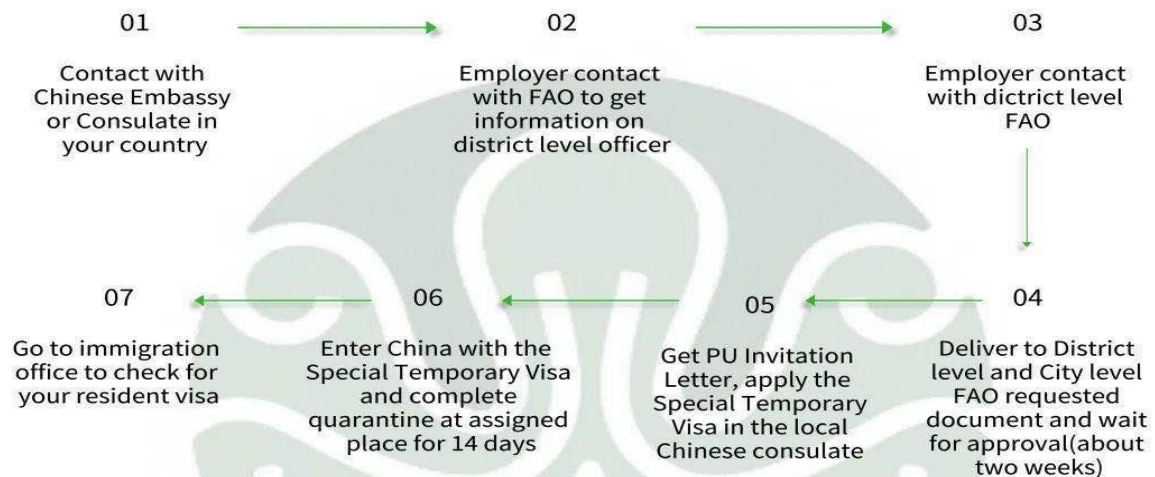 01
Contact with
Chinese Embassy
or Consulate in
your country
02
Employer contact
with FAO to get
information on
district level officer
03
Employer contact
with dictrict level
FAO
04
Deliver to District
level and City level
FAO requested
document and wait
for approval(about
two weeks)
05
Get PU Invitation
Letter, apply the
Special Temporary
Visa in the local
Chinese consulate
06
Enter China with the
Special Temporary Visa
and complete
quarantine at assigned
place for 14 days
07
Go to immigration
office to check for
your resident visa